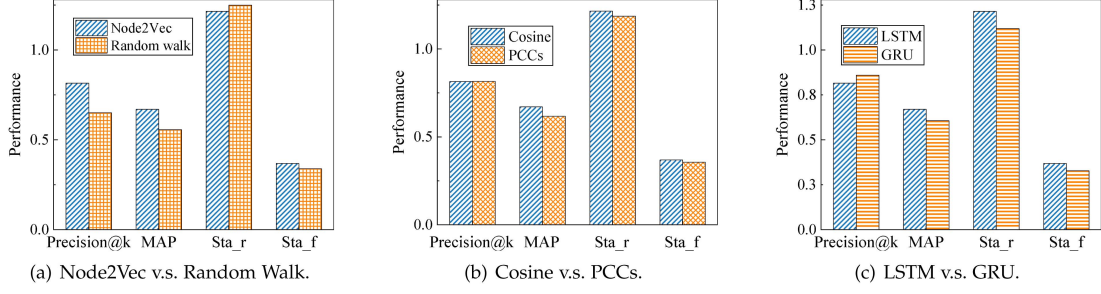 Node2Vec
Random walk
Performance
1.0
0.5
0.0
Precision@k MAP Sta_r Sta_f
(a) Node2Vec v.s. Random Walk.
Cosine
PCCs
Performance
1.0
0.5
0.0
Precision@k MAP Sta_r Sta_f
(b) Cosine v.s. PCCs.
LSTM
GRU
Performance
1.3
1.0
0.8
0.5
0.3
0.0
Precision@k MAP Sta_r Sta_f
(c) LSTM v.s. GRU.